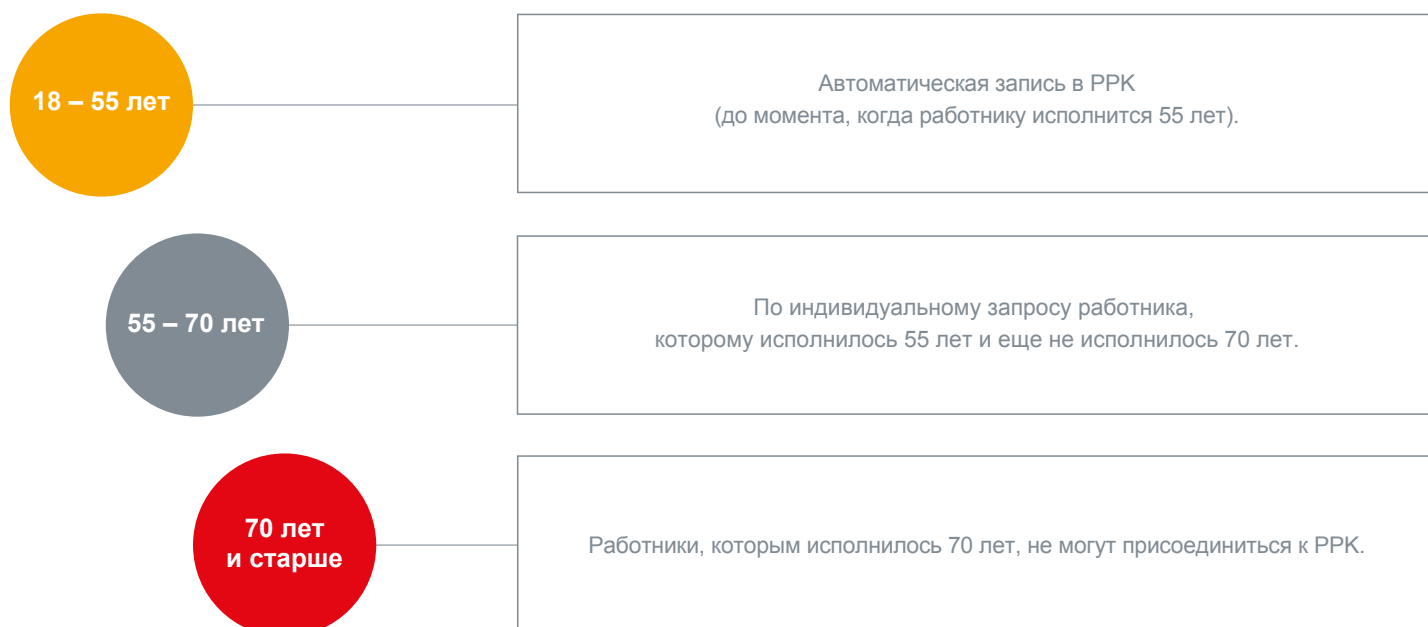 18 – 55 лет
Автоматическая запись в PPK
(до момента, когда работнику исполнится 55 лет).
55 – 70 лет
По индивидуальному запросу работника,
которому исполнилось 55 лет и еще не исполнилось 70 лет.
70 лет
и старше
Работники, которым исполнилось 70 лет, не могут присоединиться к PPK.